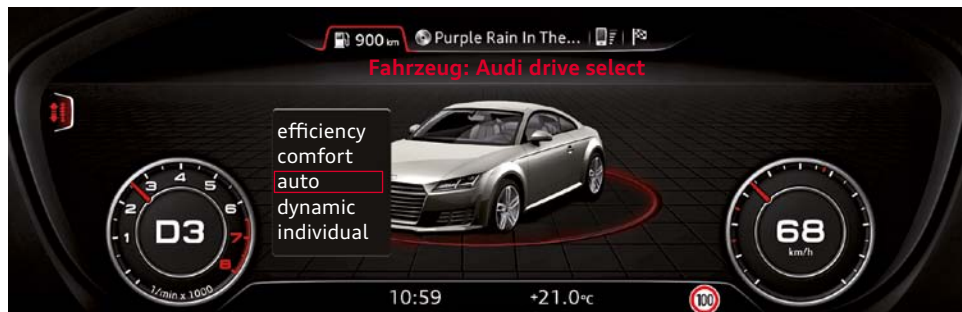 900 km Purple Rain In The...
Fahrzeug: Audi drive select
efficiency
comfort
auto
dynamic
individual
1 2 3 4 5 6 7 8
D3
1/min x 1000
68
km/h
10:59 +21.0°C 100